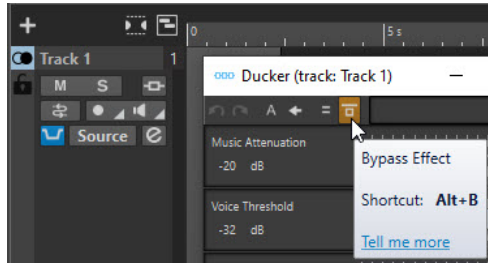 0
5 s
Track 1
1
Ducker (track: Track 1)
M
S
A
=
Source
e
Music Attenuation
-20 dB
Voice Threshold
-32 dB
Bypass Effect
Shortcut: Alt+B
Tell me more